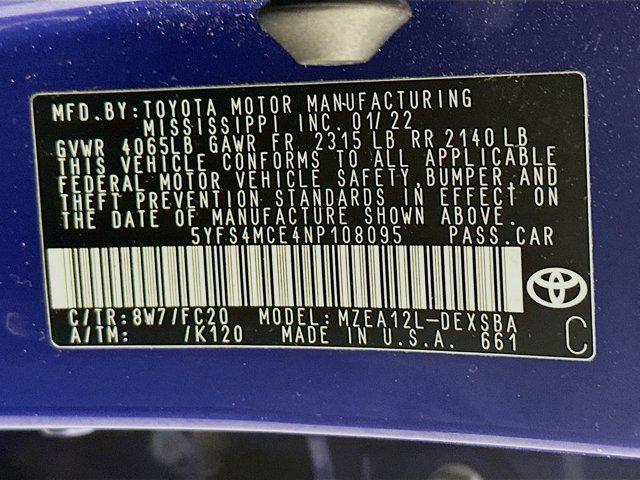 MFD.BY:TOYOTA MOTOR MANUFACTURING
MISSISSIPPI INC. 01/22
GVWR 4065LB GAWR FR 2315 LB RR 2140 LB
THIS VEHICLE CONFORMS TO ALL APPLICABLE
FEDERAL MOTOR VEHICLE SAFETY,BUMPER,AND
THEFT PREVENTION STANDARDS IN EFFECT ON
THE DATE OF MANUFACTURE SHOWN ABOVE.
5YFS4MCE4NP108095 PASS.CAR
C/TR:8W7/FC20 MODEL:MZEA12L-DEXSBA
A/TM: /K120 MADE IN U.S.A. 661
C